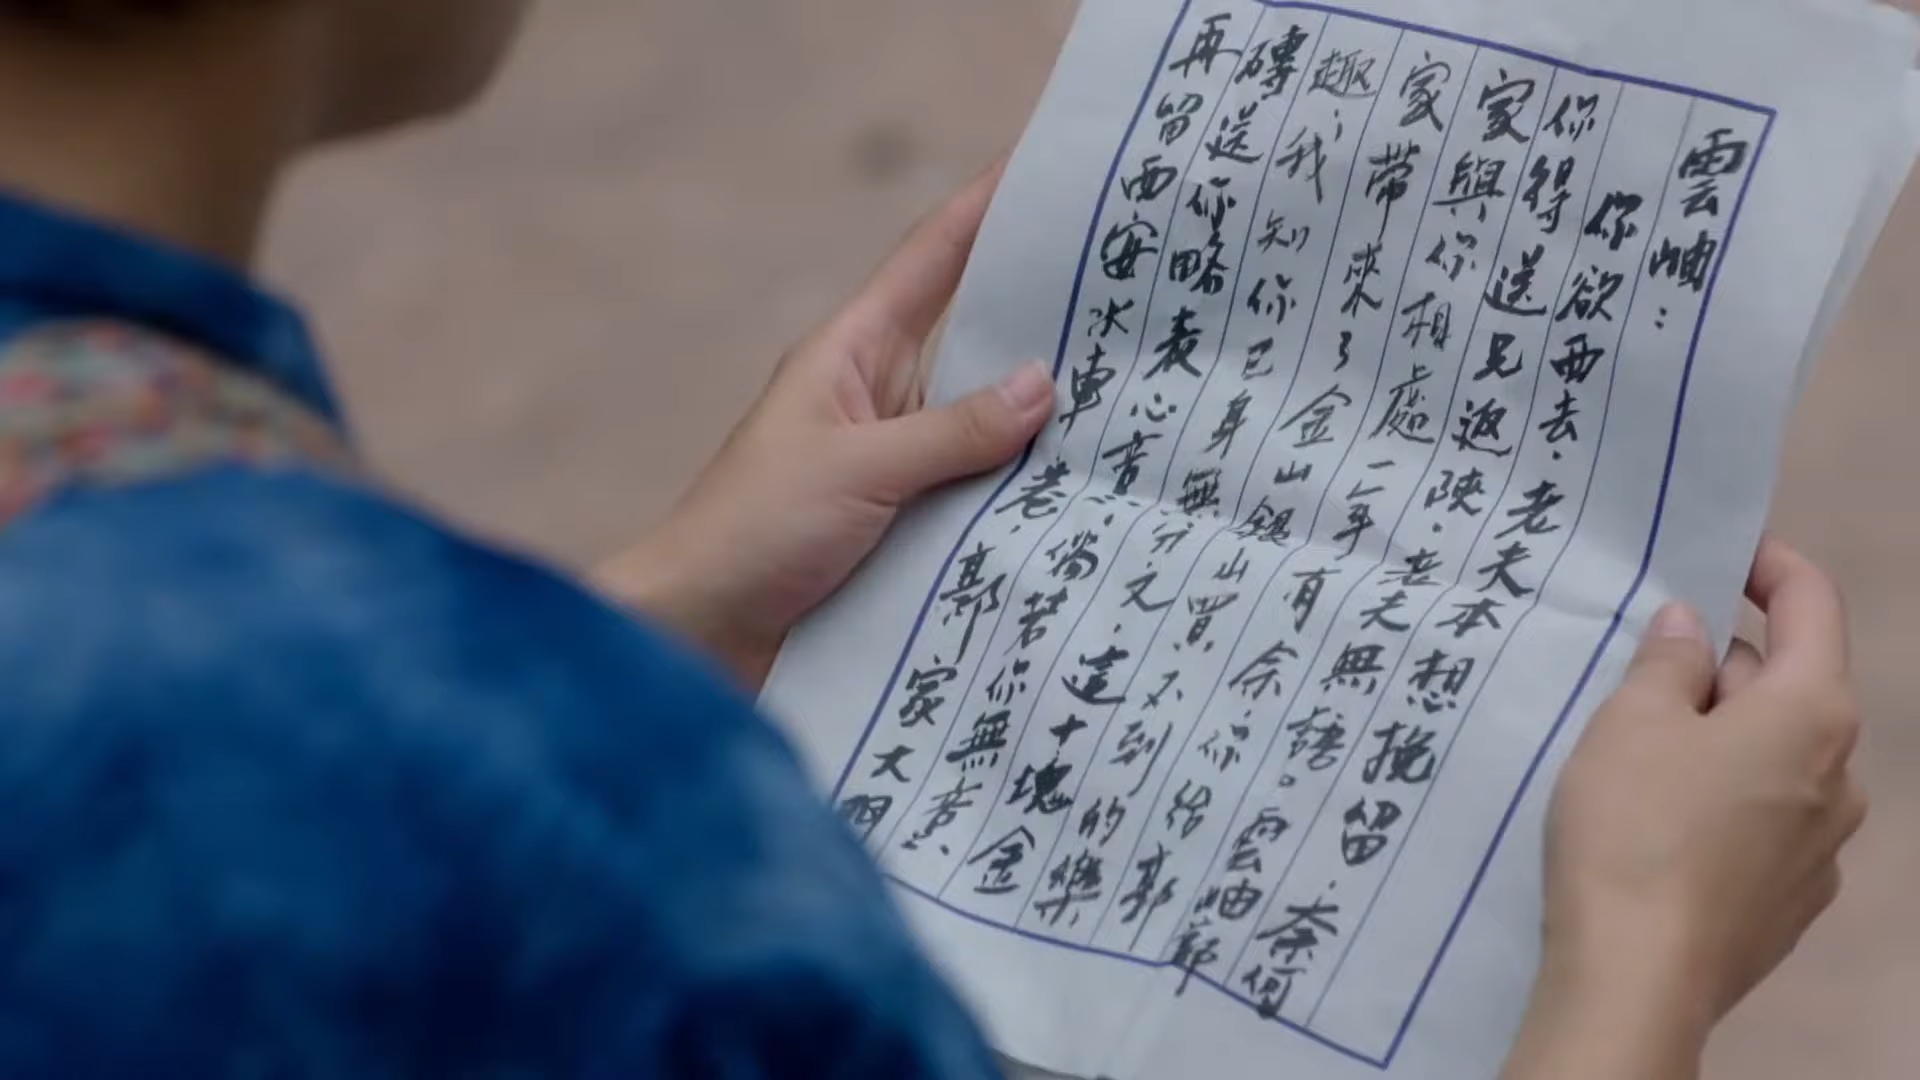 雲岫：
你欲西去，老夫本想挽留，奈何
你得送兄返陝，老夫無語。雲岫郭
家與你相處二年有余，你给郭
家帶來了金山銀山買不到的樂
趣，我知你已身無分文，這十塊金
磚送你略表心意，倘若你無意
再留西安車巷，郭家大